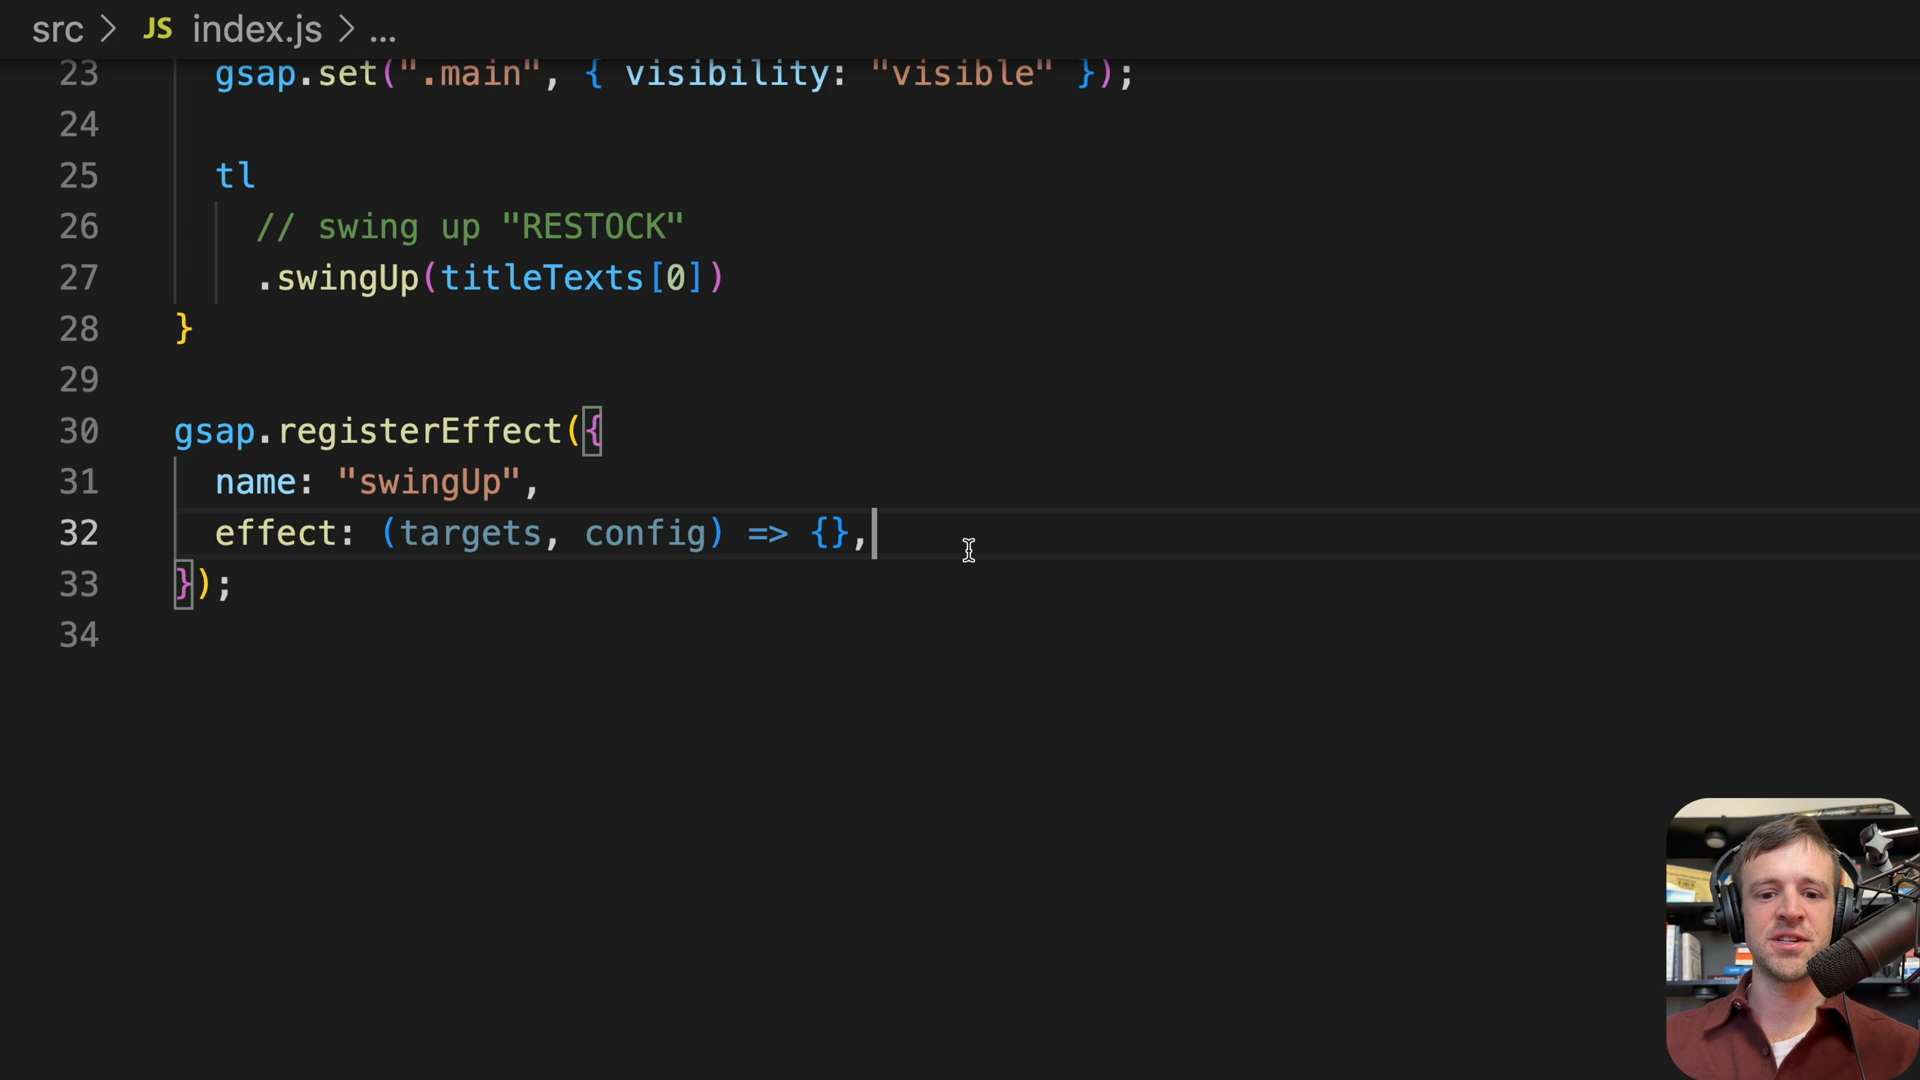 src > JS index.js > ...
23 gsap.set(".main", { visibility: "visible" });
24
25 tl
26 // swing up "RESTOCK"
27 .swingUp(titleTexts[0])
28 }
29
30 gsap.registerEffect({
31 name: "swingUp",
32 effect: (targets, config) => {},
33 });
34